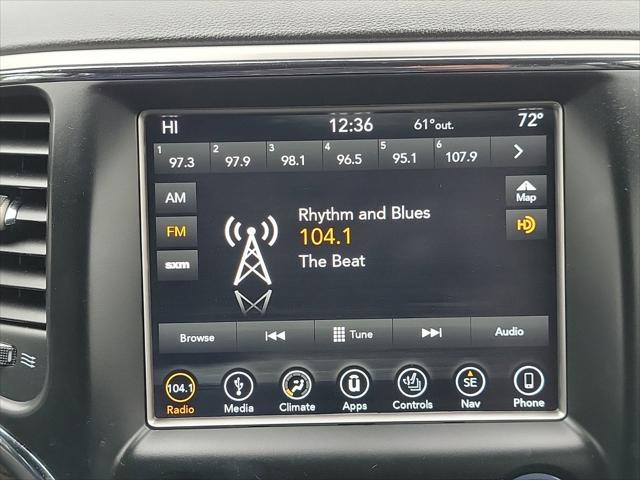 HI 12:36 61°out. 72°
1 97.3 2 97.9 3 98.1 4 96.5 5 95.1 6 107.9
AM
Map
Rhythm and Blues
FM 104.1 HD
The Beat
sxm
Browse Tune Audio
104.1 SE
Radio Media Climate Apps Controls Nav Phone